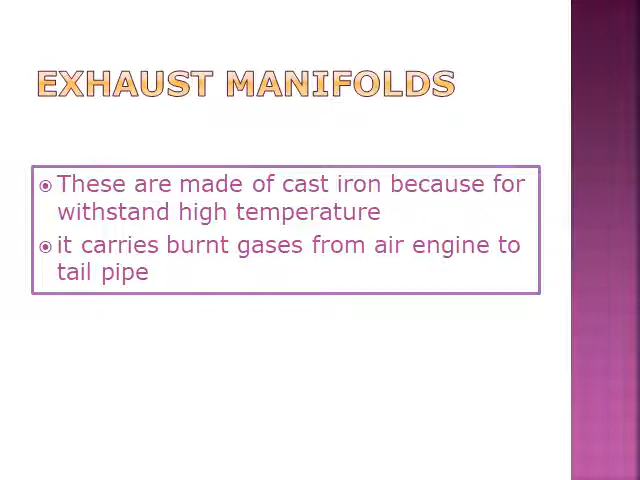 EXHAUST MANIFOLDS
These are made of cast iron because for
withstand high temperature
it carries burnt gases from air engine to
tail pipe